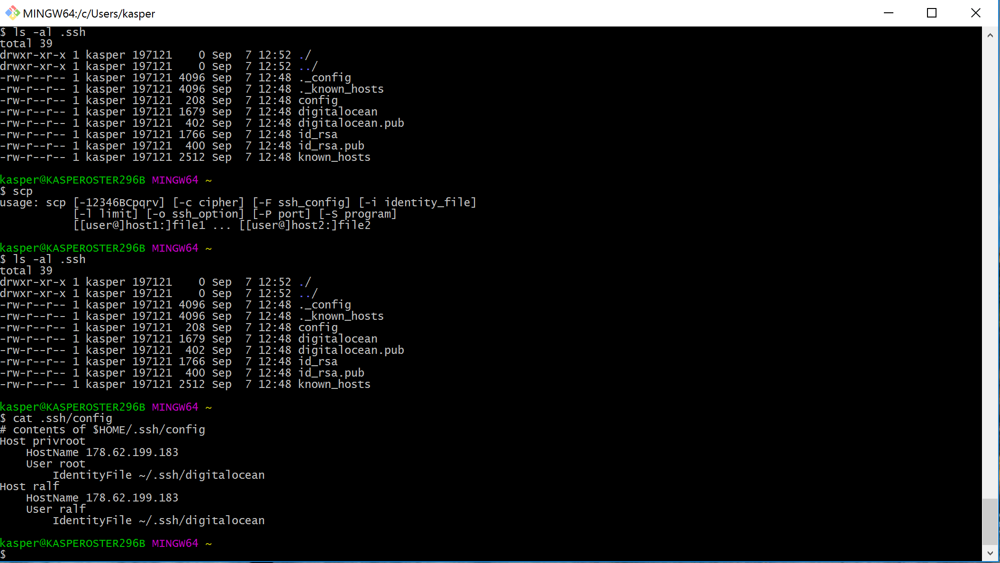 MINGW64:/c/Users/kasper
$ ls -al .ssh
total 39
drwxr-xr-x 1 kasper 197121    0 Sep  7 12:52 ./
drwxr-xr-x 1 kasper 197121    0 Sep  7 12:52 ../
-rw-r--r-- 1 kasper 197121 4096 Sep  7 12:48 ._config
-rw-r--r-- 1 kasper 197121 4096 Sep  7 12:48 ._known_hosts
-rw-r--r-- 1 kasper 197121  208 Sep  7 12:48 config
-rw-r--r-- 1 kasper 197121 1679 Sep  7 12:48 digitalocean
-rw-r--r-- 1 kasper 197121  402 Sep  7 12:48 digitalocean.pub
-rw-r--r-- 1 kasper 197121 1766 Sep  7 12:48 id_rsa
-rw-r--r-- 1 kasper 197121  400 Sep  7 12:48 id_rsa.pub
-rw-r--r-- 1 kasper 197121 2512 Sep  7 12:48 known_hosts

kasper@KASPEROSTER296B MINGW64 ~
$ scp
usage: scp [-12346BCpqrv] [-c cipher] [-F ssh_config] [-i identity_file]
           [-l limit] [-o ssh_option] [-P port] [-S program]
           [[user@]host1:]file1 ... [[user@]host2:]file2

kasper@KASPEROSTER296B MINGW64 ~
$ ls -al .ssh
total 39
drwxr-xr-x 1 kasper 197121    0 Sep  7 12:52 ./
drwxr-xr-x 1 kasper 197121    0 Sep  7 12:52 ../
-rw-r--r-- 1 kasper 197121 4096 Sep  7 12:48 ._config
-rw-r--r-- 1 kasper 197121 4096 Sep  7 12:48 ._known_hosts
-rw-r--r-- 1 kasper 197121  208 Sep  7 12:48 config
-rw-r--r-- 1 kasper 197121 1679 Sep  7 12:48 digitalocean
-rw-r--r-- 1 kasper 197121  402 Sep  7 12:48 digitalocean.pub
-rw-r--r-- 1 kasper 197121 1766 Sep  7 12:48 id_rsa
-rw-r--r-- 1 kasper 197121  400 Sep  7 12:48 id_rsa.pub
-rw-r--r-- 1 kasper 197121 2512 Sep  7 12:48 known_hosts

kasper@KASPEROSTER296B MINGW64 ~
$ cat .ssh/config
# contents of $HOME/.ssh/config
Host privroot
    HostName 178.62.199.183
    User root
        IdentityFile ~/.ssh/digitalocean
Host ralf
    HostName 178.62.199.183
    User ralf
        IdentityFile ~/.ssh/digitalocean

kasper@KASPEROSTER296B MINGW64 ~
$